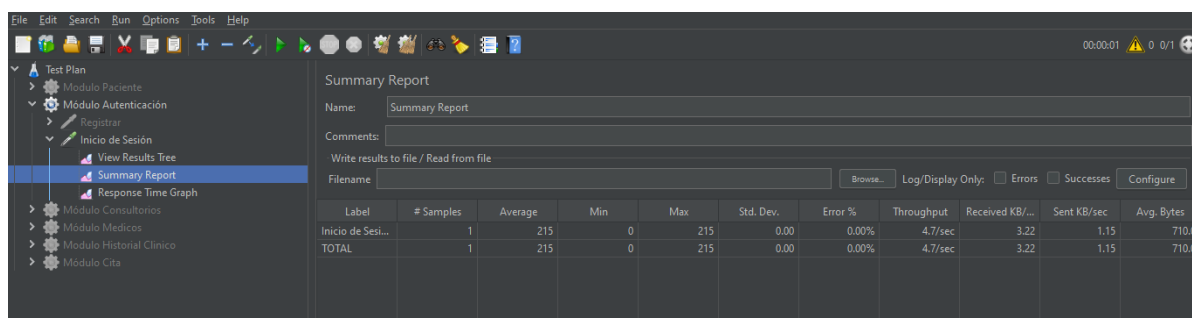 File Edit Search Run Options Tools Help
00:00:01 0 0/1
Test Plan
Modulo Paciente
Módulo Autenticación
Registrar
Inicio de Sesión
View Results Tree
Summary Report
Response Time Graph
Módulo Consultorios
Módulo Medicos
Modulo Historial Clinico
Módulo Cita
Summary Report
Name: Summary Report
Comments:
Write results to file / Read from file
Filename Browse... Log/Display Only: Errors Successes Configure
Label # Samples Average Min Max Std. Dev. Error % Throughput Received KB/... Sent KB/sec Avg. Bytes
Inicio de Sesi... 1 215 0 215 0.00 0.00% 4.7/sec 3.22 1.15 710.
TOTAL 1 215 0 215 0.00 0.00% 4.7/sec 3.22 1.15 710.